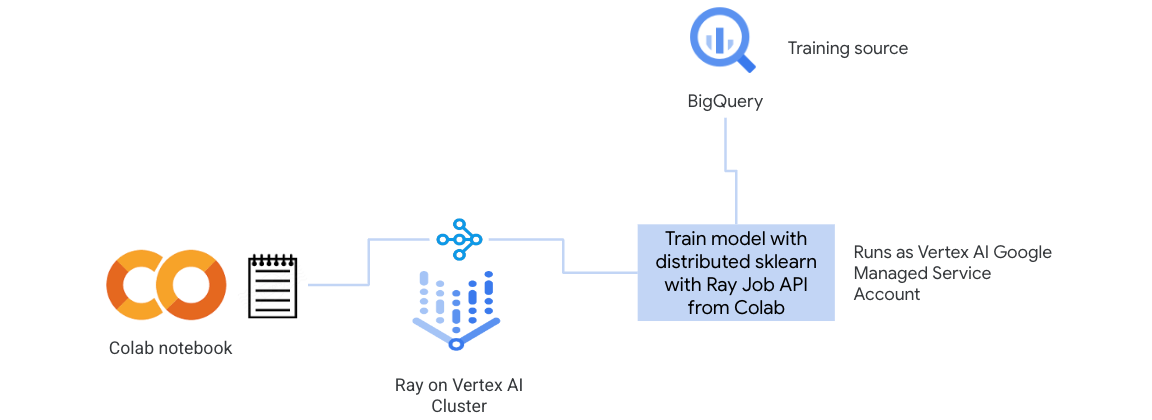 Training source
BigQuery
Train model with
distributed sklearn
with Ray Job API
from Colab
Runs as Vertex AI Google
Managed Service
Account
Colab notebook
Ray on Vertex AI
Cluster